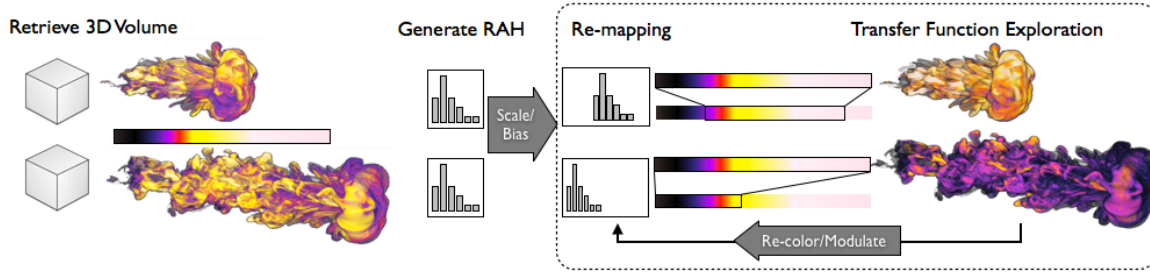 Retrieve 3D Volume
Generate RAH
Re-mapping
Transfer Function Exploration
Scale/
Bias
Re-color/Modulate